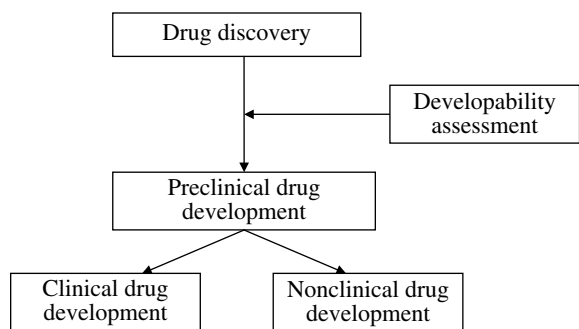 Drug discovery
Developability
assessment
Preclinical drug
development
Clinical drug
development
Nonclinical drug
development